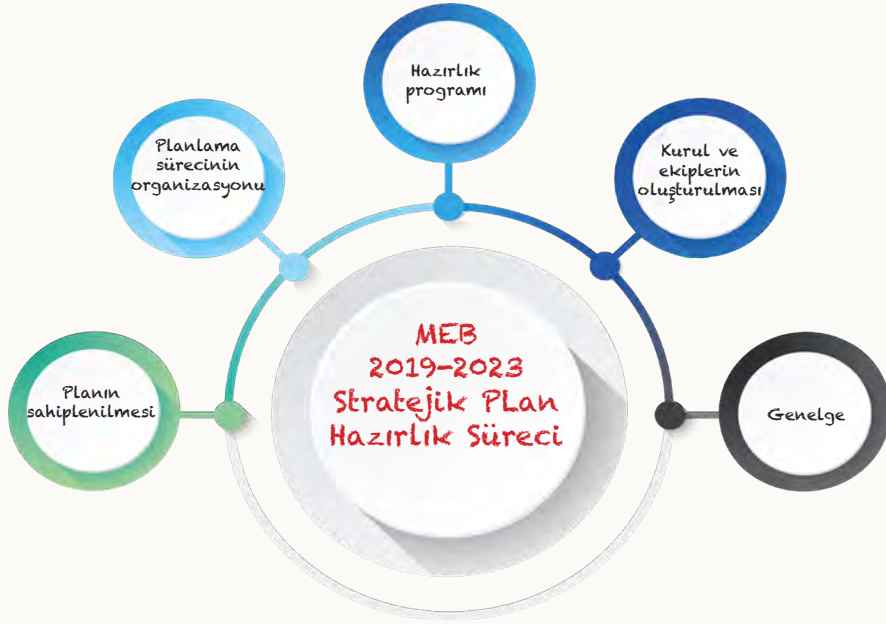 Hazırlık
programı
Planlama
sürecinin
organizasyonu
Kurul ve
ekiplerin
oluşturulması
Planın
sahiplenilmesi
Genelge
MEB
2019-2023
Stratejik PLan
Hazırlık Süreci